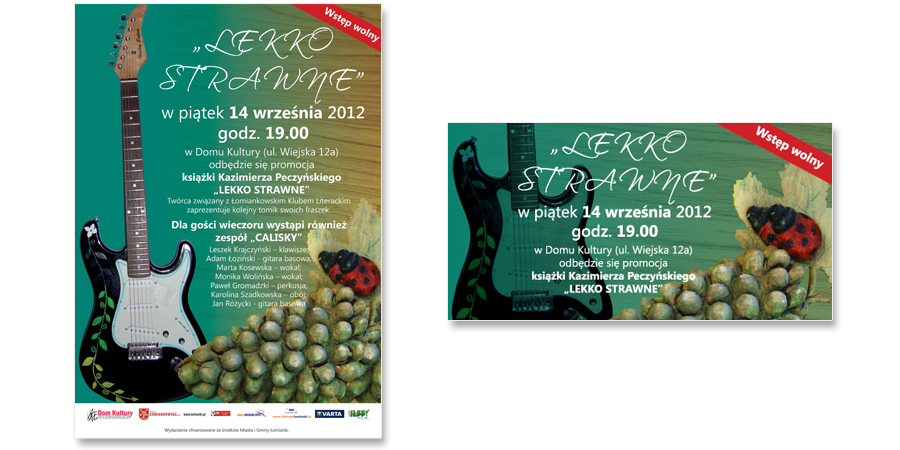 Wstęp wolny
„LEKKO
STRAWNE”
w piątek 14 września 2012
godz. 19.00
w Domu Kultury (ul. Wiejska 12a)
odbędzie się promocja
książki Kazimierza Peczyńskiego
„LEKKO STRAWNE”
Twórca związany z Łomiankowskim Klubem Literackim
zaprezentuje kolejny tomik swoich fraszek.
Dla gości wieczoru wystąpi również
zespół „CALISKY”
Leszek Krajczyński – klawisze;
Adam Łoziński - gitara basowa;
Marta Kosewska – wokal;
Monika Wolińska – wokal;
Paweł Gromadzki – perkusja;
Karolina Szadkowska – obój;
Jan Różycki - gitara basowa
Dom Kultury
W ŁOMIANKACH
ŁOMIANKOWSKA
www.lomianki.pl
VARTA
Wydarzenie sfinansowane ze środków Miasta i Gminy Łomianki.
Wstęp wolny
„LEKKO
STRAWNE”
w piątek 14 września 2012
godz. 19.00
w Domu Kultury (ul. Wiejska 12a)
odbędzie się promocja
książki Kazimierza Peczyńskiego
„LEKKO STRAWNE”